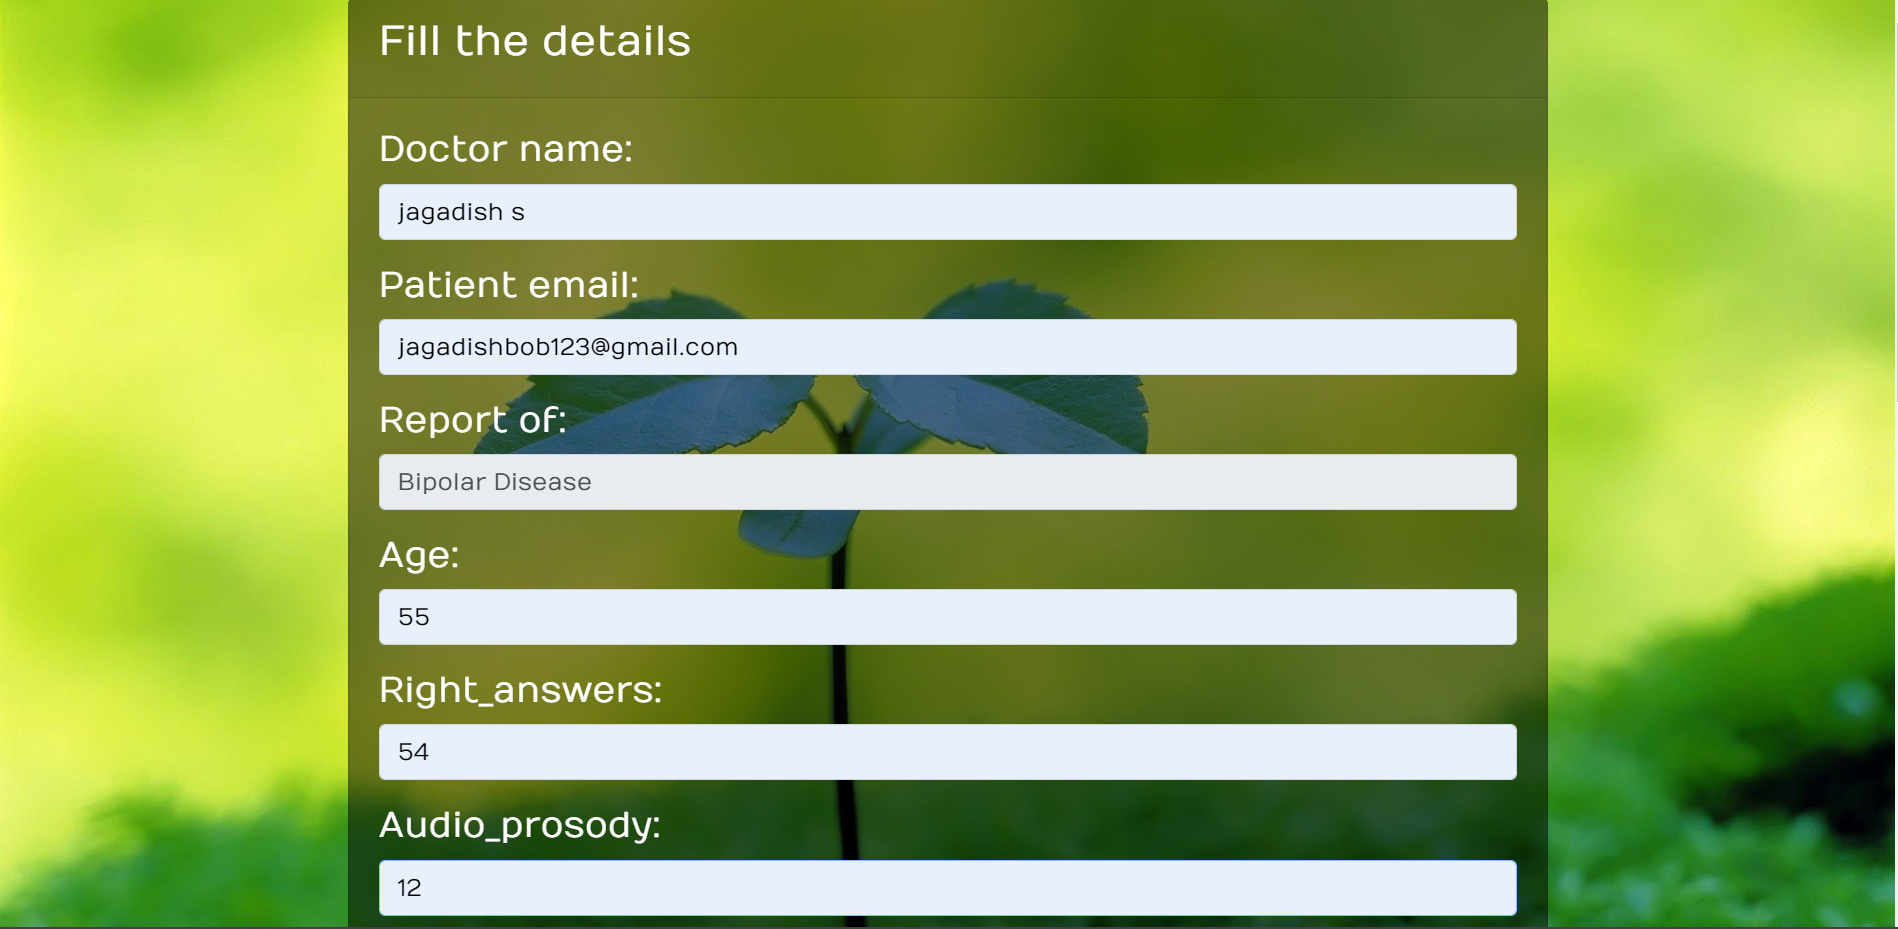 Fill the details
Doctor name:
jagadish s
Patient email:
jagadishbob123@gmail.com
Report of:
Bipolar Disease
Age:
55
Right_answers:
54
Audio_prosody:
12